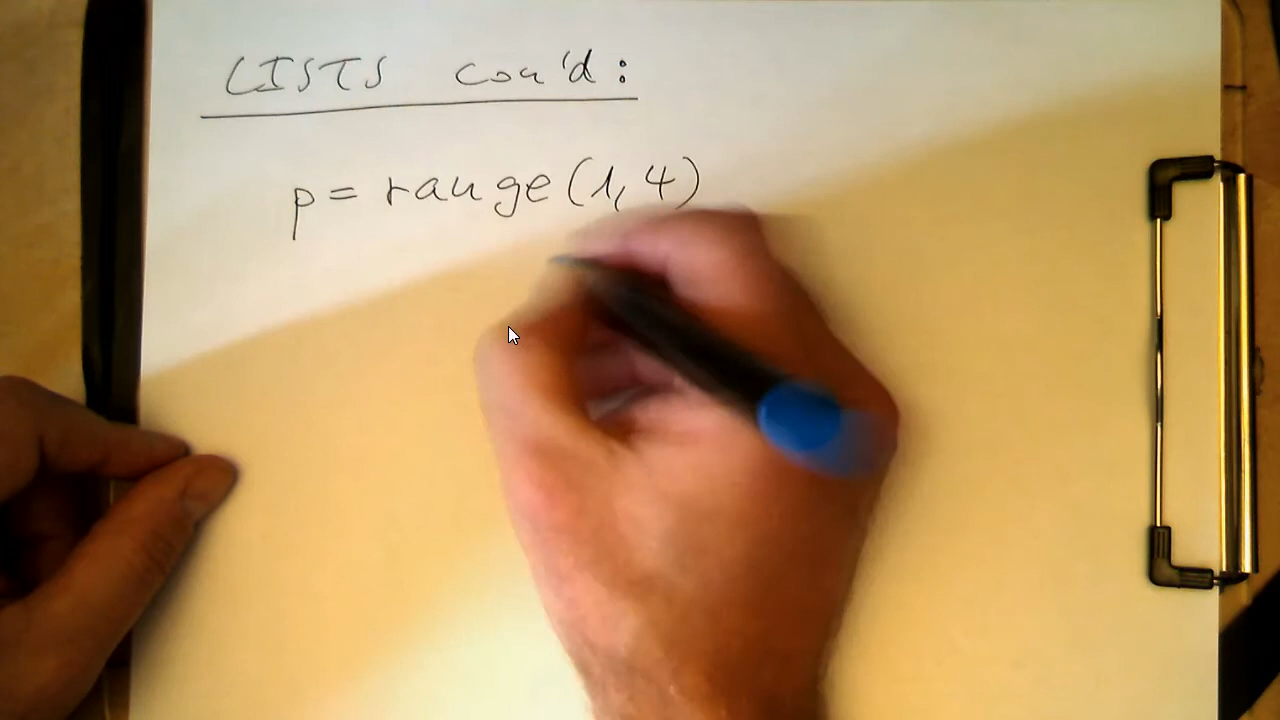 LISTS con'd:
p = range(1,4)